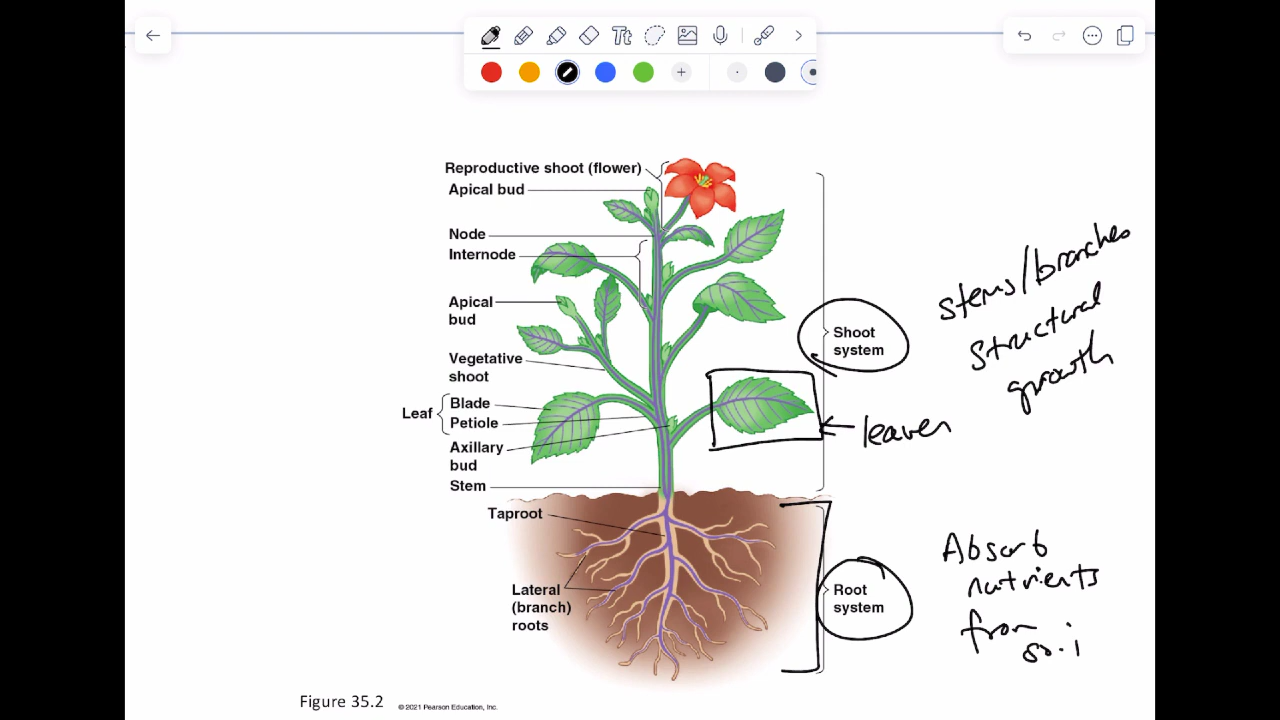 Tt
Reproductive shoot (flower)
Apical bud
Node
Internode
Apical
bud
Vegetative
shoot
Leaf
Blade
Petiole
Axillary
bud
Stem
Taproot
Lateral
(branch)
roots
Shoot
system
Root
system
stems/branches
structural
growth
leaves
Absorb
nutrients
from
soi
Figure 35.2
© 2021 Pearson Education, Inc.